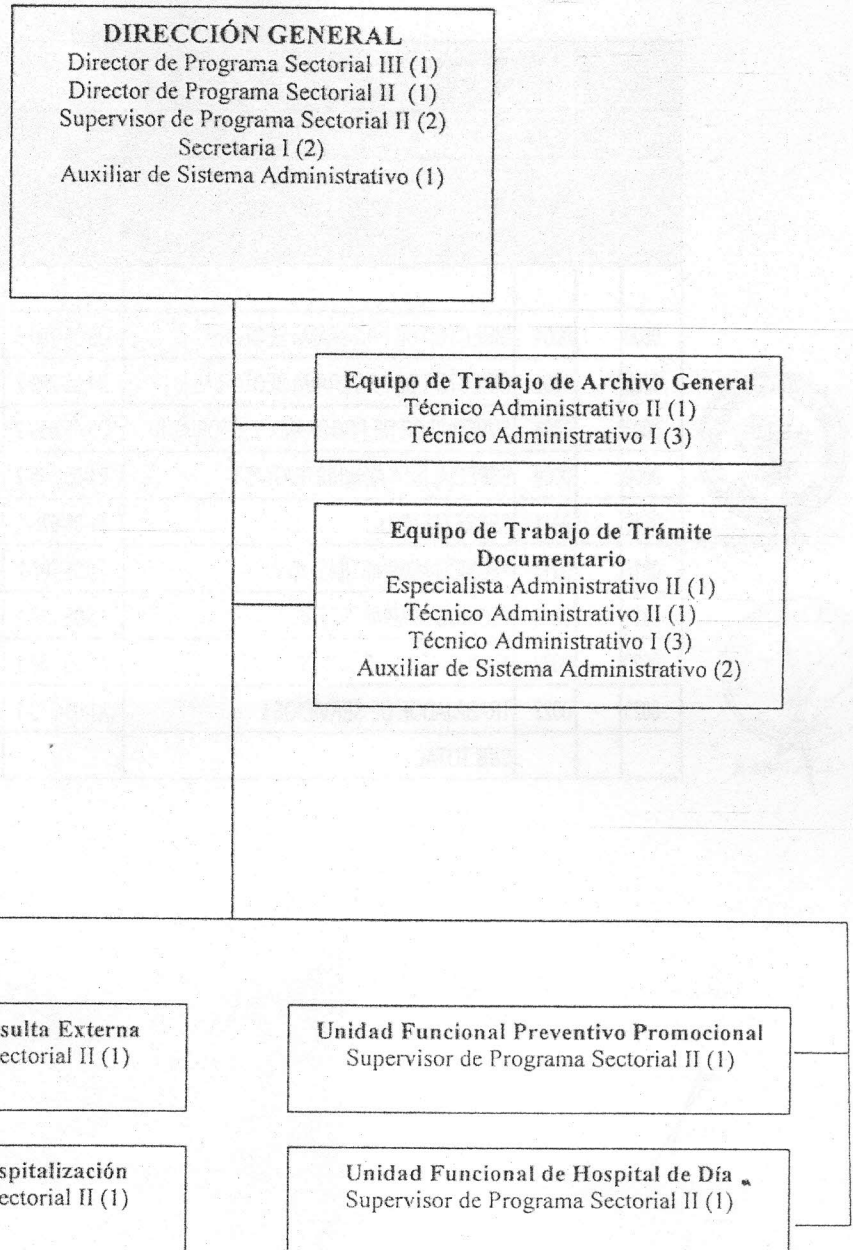 DIRECCIÓN GENERAL
Director de Programa Sectorial III (1)
Director de Programa Sectorial II (1)
Supervisor de Programa Sectorial II (2)
Secretaria I (2)
Auxiliar de Sistema Administrativo (1)
Equipo de Trabajo de Archivo General
Técnico Administrativo II (1)
Técnico Administrativo I (3)
Equipo de Trabajo de Trámite
Documentario
Especialista Administrativo II (1)
Técnico Administrativo II (1)
Técnico Administrativo I (3)
Auxiliar de Sistema Administrativo (2)
sulta Externa
ectorial II (1)
Unidad Funcional Preventivo Promocional
Supervisor de Programa Sectorial II (1)
spitalización
ectorial II (1)
Unidad Funcional de Hospital de Día
Supervisor de Programa Sectorial II (1)